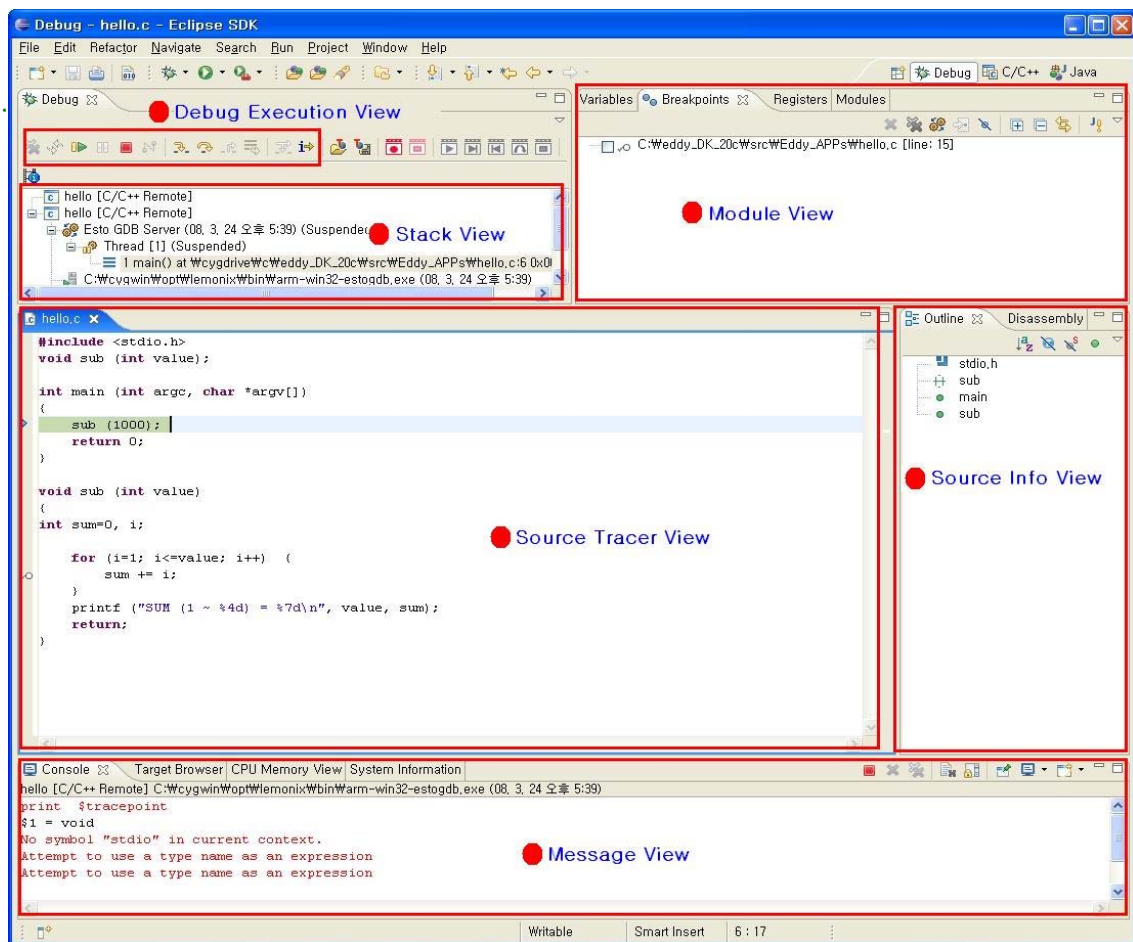 Debug - hello.c - Eclipse SDK
File Edit Refactor Navigate Search Run Project Window Help
Debug C/C++ Java
Debug
Debug Execution View
hello [C/C++ Remote]
hello [C/C++ Remote]
Esto GDB Server (08, 3, 24 오후 5:39) (Suspended
Stack View
Thread [1] (Suspended)
1 main() at ₩cygdrive₩c₩eddy_DK_20c₩src₩Eddy_APPs₩hello,c:6 0x0
C:₩cygwin₩opt₩lemonix₩bin₩arm-win32-estogdb,exe (08, 3, 24 오후 5:39)
Variables Breakpoints Registers Modules
C:₩eddy_DK_20c₩src₩Eddy_APPs₩hello,c [line: 15]
Module View
hello,c
#include <stdio.h>
void sub (int value);
int main (int argc, char *argv[])
{
sub (1000);
return 0;
}
void sub (int value)
{
int sum=0, i;
for (i=1; i<=value; i++) {
sum += i;
}
printf ("SUM (1 ~ %4d) = %7d\n", value, sum);
return;
}
Source Tracer View
Outline Disassembly
stdio,h
sub
main
sub
Source Info View
Console Target Browser CPU Memory View System Information
hello [C/C++ Remote] C:₩cygwin₩opt₩lemonix₩bin₩arm-win32-estogdb,exe (08, 3, 24 오후 5:39)
print $tracepoint
$1 = void
No symbol "stdio" in current context.
Attempt to use a type name as an expression
Attempt to use a type name as an expression
Message View
Writable Smart Insert 6 : 17